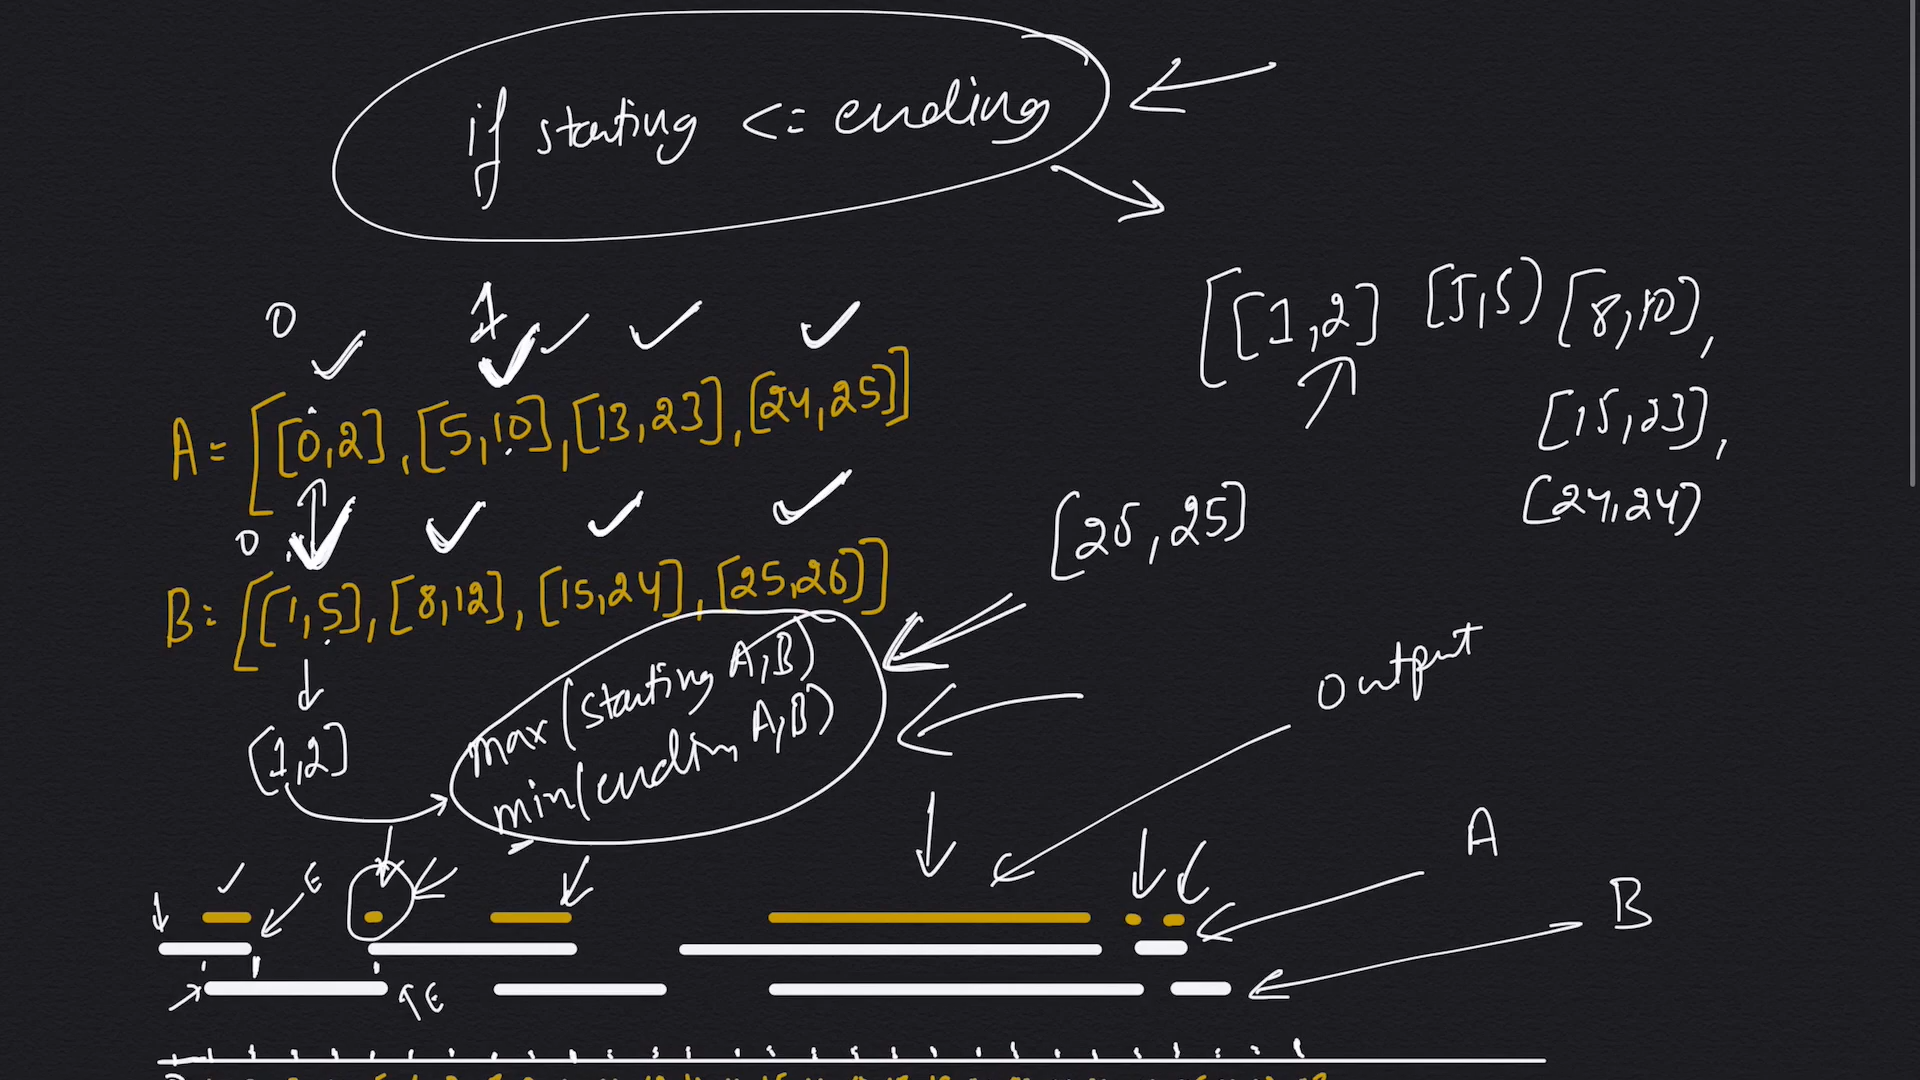 if starting <= ending
0 1
[[1,2] [5,5] [8,10],
[15,23],
[24,24]
A = [[0,2],[5,10],[13,23],[24,25]]
[25,25]
0
B: [[1,5],[8,12],[15,24],[25,26]]
max(starting A,B)
min(ending A,B)
[1,2]
output
A
B
E
E